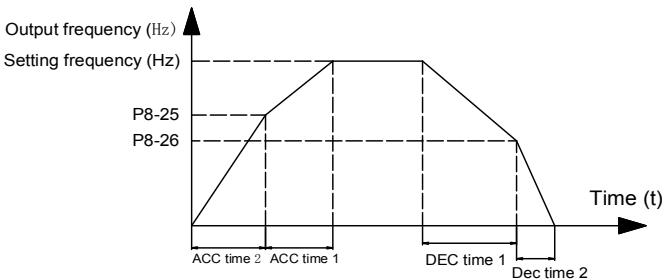 Output frequency (Hz)
Setting frequency (Hz)
P8-25
P8-26
Time (t)
ACC time 2
ACC time 1
DEC time 1
Dec time 2